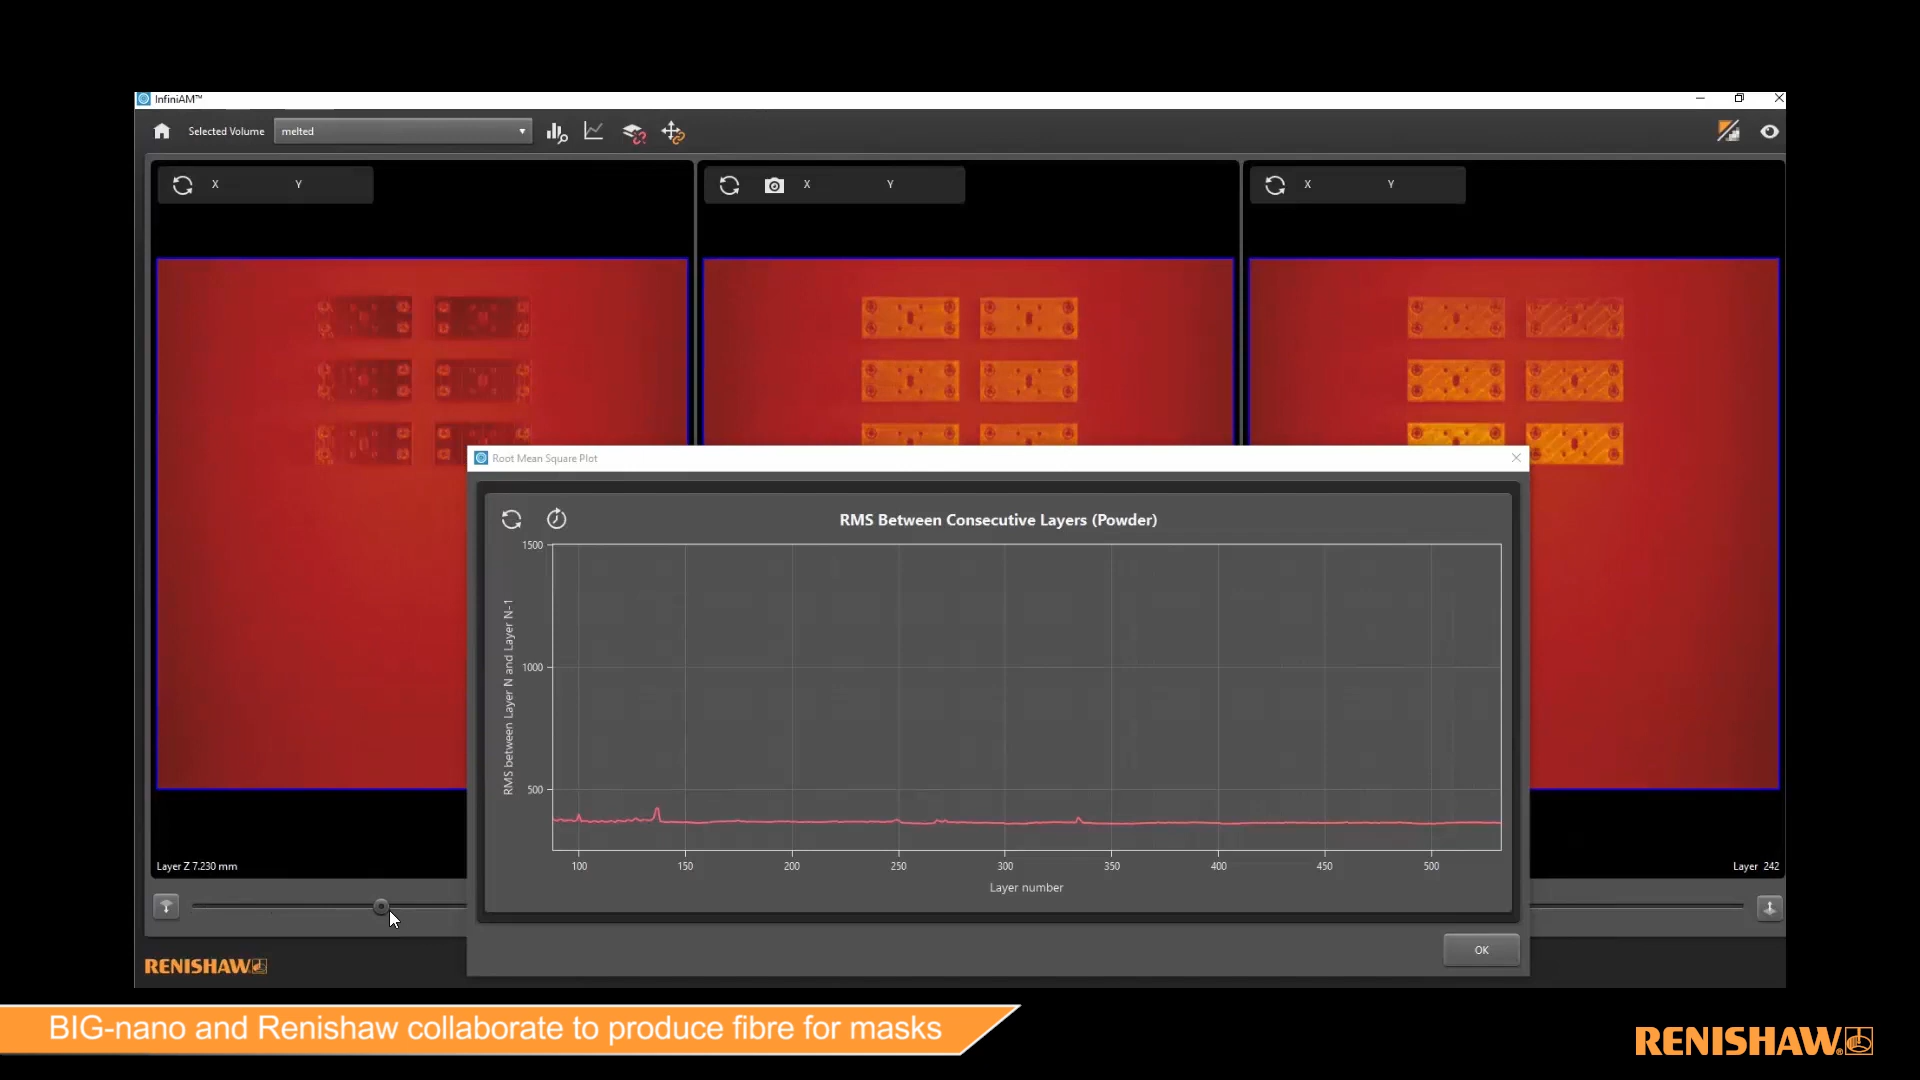 InfiniAM™
Selected Volume melted
X Y
X Y
X Y
Root Mean Square Plot
RMS Between Consecutive Layers (Powder)
RMS between Layer N and Layer N-1
1500
1000
500
100 150 200 250 300 350 400 450 500
Layer number
Layer Z 7.230 mm
Layer 242
OK
RENISHAW
BIG-nano and Renishaw collaborate to produce fibre for masks
RENISHAW